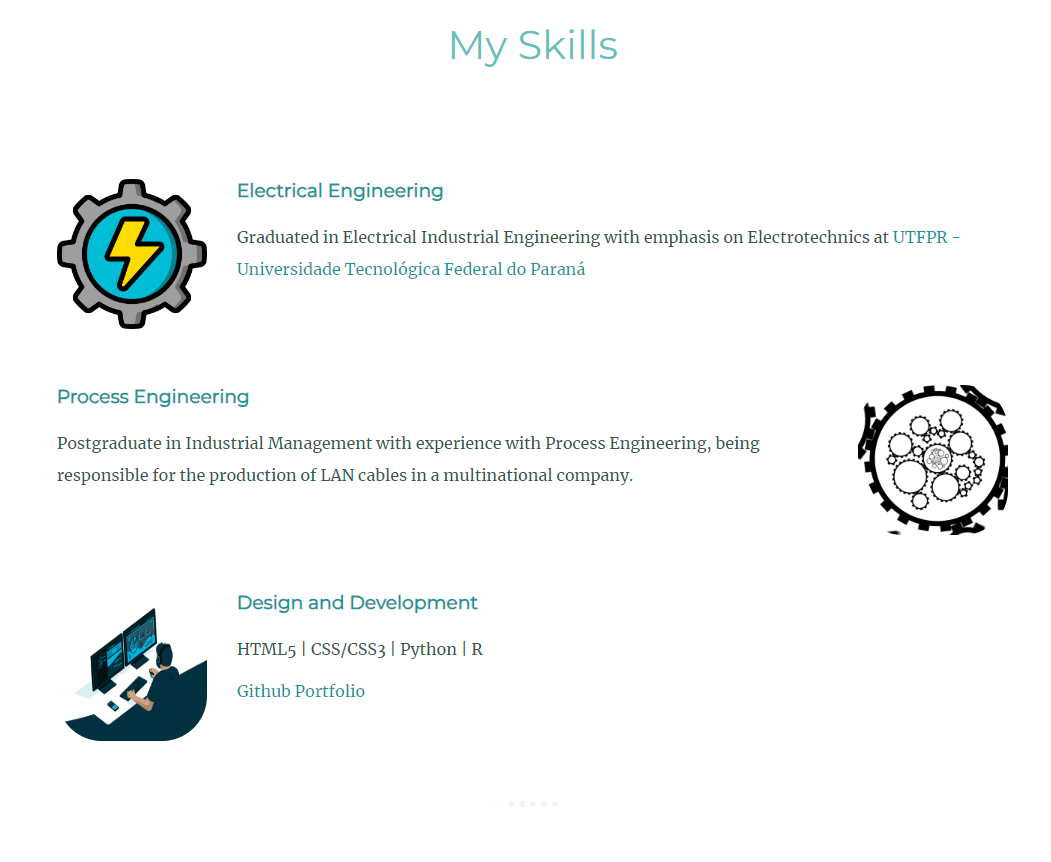 My Skills
Electrical Engineering
Graduated in Electrical Industrial Engineering with emphasis on Electrotechnics at UTFPR -
Universidade Tecnológica Federal do Paraná
Process Engineering
Postgraduate in Industrial Management with experience with Process Engineering, being
responsible for the production of LAN cables in a multinational company.
Design and Development
HTML5 | CSS/CSS3 | Python | R
Github Portfolio